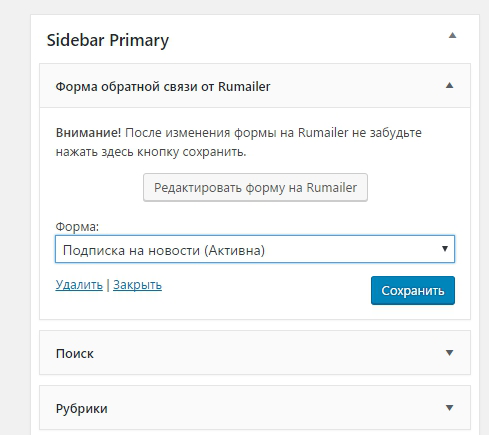 Sidebar Primary
Форма обратной связи от Rumailer
Внимание! После изменения формы на Rumailer не забудьте
нажать здесь кнопку сохранить.
Редактировать форму на Rumailer
Форма:
Подписка на новости (Активна)
Удалить | Закрыть
Сохранить
Поиск
Рубрики